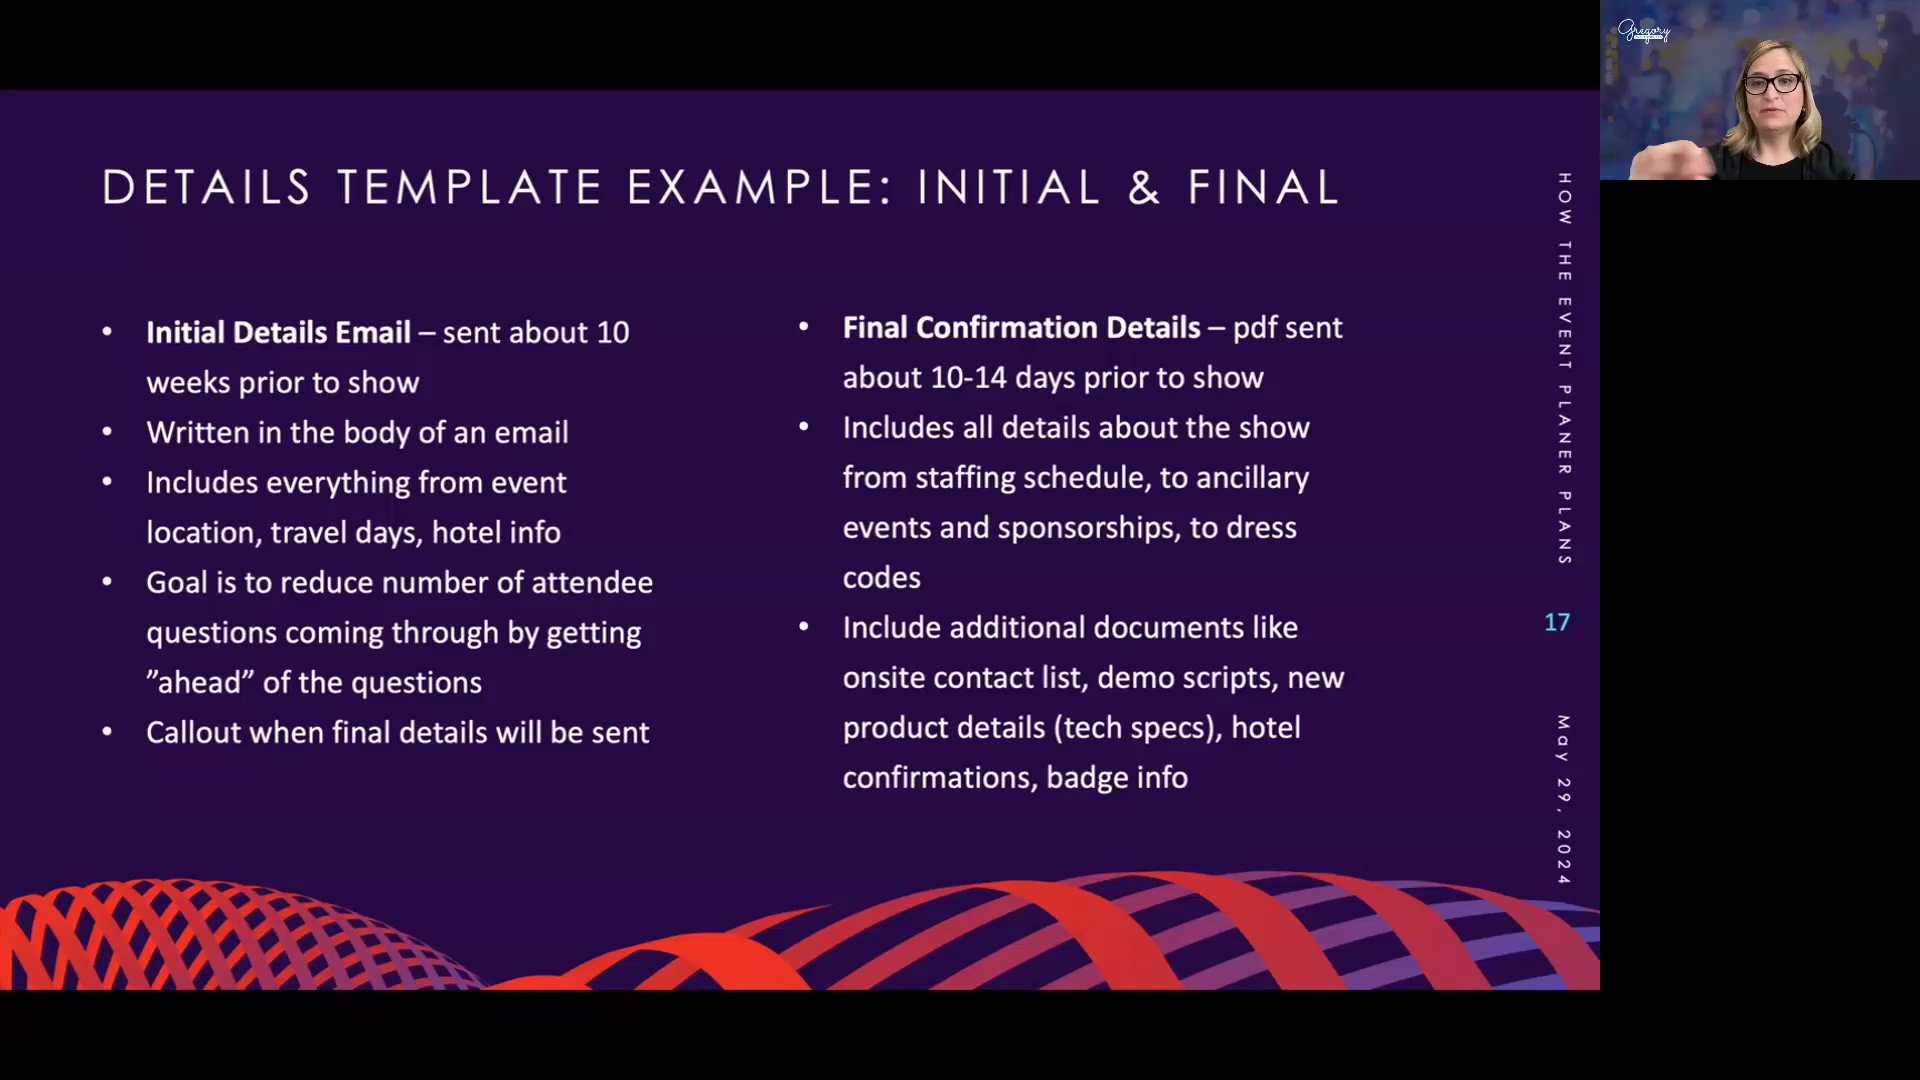 Gregory
DETAILS TEMPLATE EXAMPLE: INITIAL & FINAL
• Initial Details Email – sent about 10
weeks prior to show
• Written in the body of an email
• Includes everything from event
location, travel days, hotel info
• Goal is to reduce number of attendee
questions coming through by getting
”ahead” of the questions
• Callout when final details will be sent
• Final Confirmation Details – pdf sent
about 10-14 days prior to show
• Includes all details about the show
from staffing schedule, to ancillary
events and sponsorships, to dress
codes
• Include additional documents like
onsite contact list, demo scripts, new
product details (tech specs), hotel
confirmations, badge info
HOW THE EVENT PLANER PLANS
17
May 29, 2024